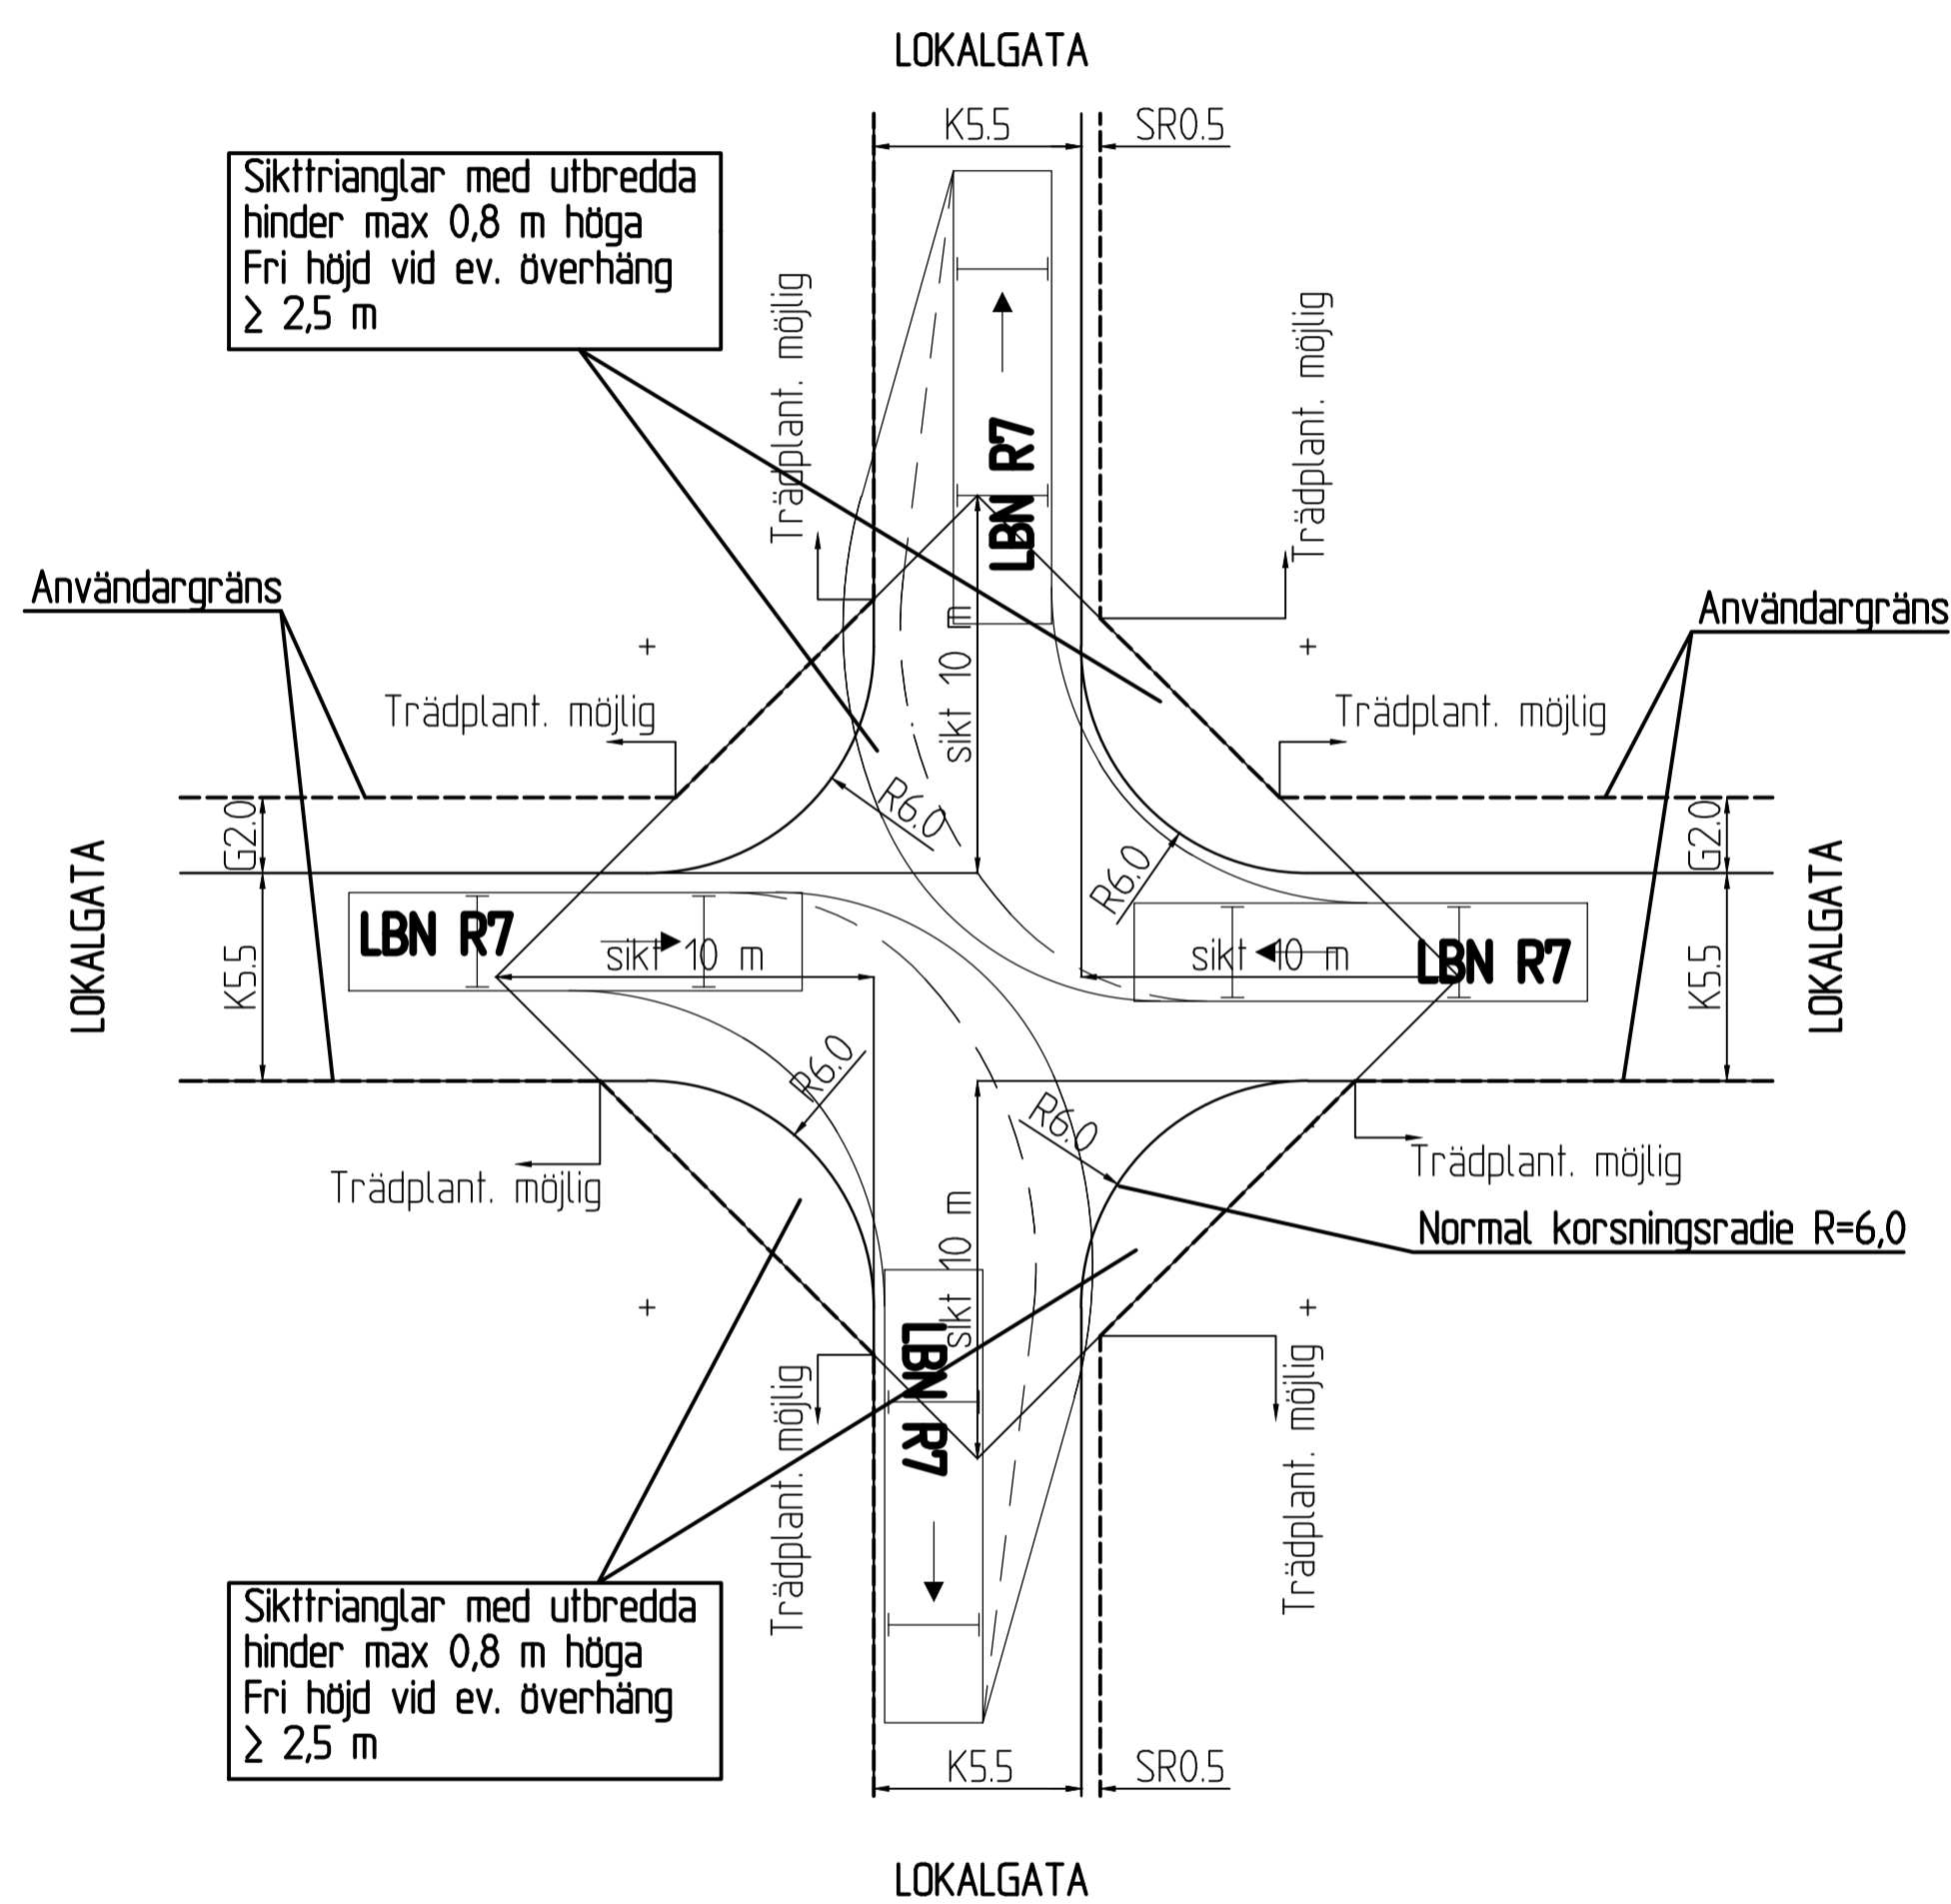 LOKALGATA
K5.5
SR0.5
Sikttrianglar med utbredda
hinder max 0,8 m höga
Fri höjd vid ev. överhäng
≥ 2,5 m
Trädplant. möjlig
Trädplant. möjlig
LBN R7
Användargräns
Användargräns
sikt 10 m
Trädplant. möjlig
Trädplant. möjlig
R6.0
R6.0
LOKALGATA
G2.0
K5.5
LBN R7
sikt 10 m
sikt 10 m
LBN R7
G2.0
K5.5
LOKALGATA
R6.0
R6.0
Trädplant. möjlig
Trädplant. möjlig
Normal korsningsradie R=6,0
sikt 10 m
LBN R7
Trädplant. möjlig
Trädplant. möjlig
Sikttrianglar med utbredda
hinder max 0,8 m höga
Fri höjd vid ev. överhäng
≥ 2,5 m
K5.5
SR0.5
LOKALGATA